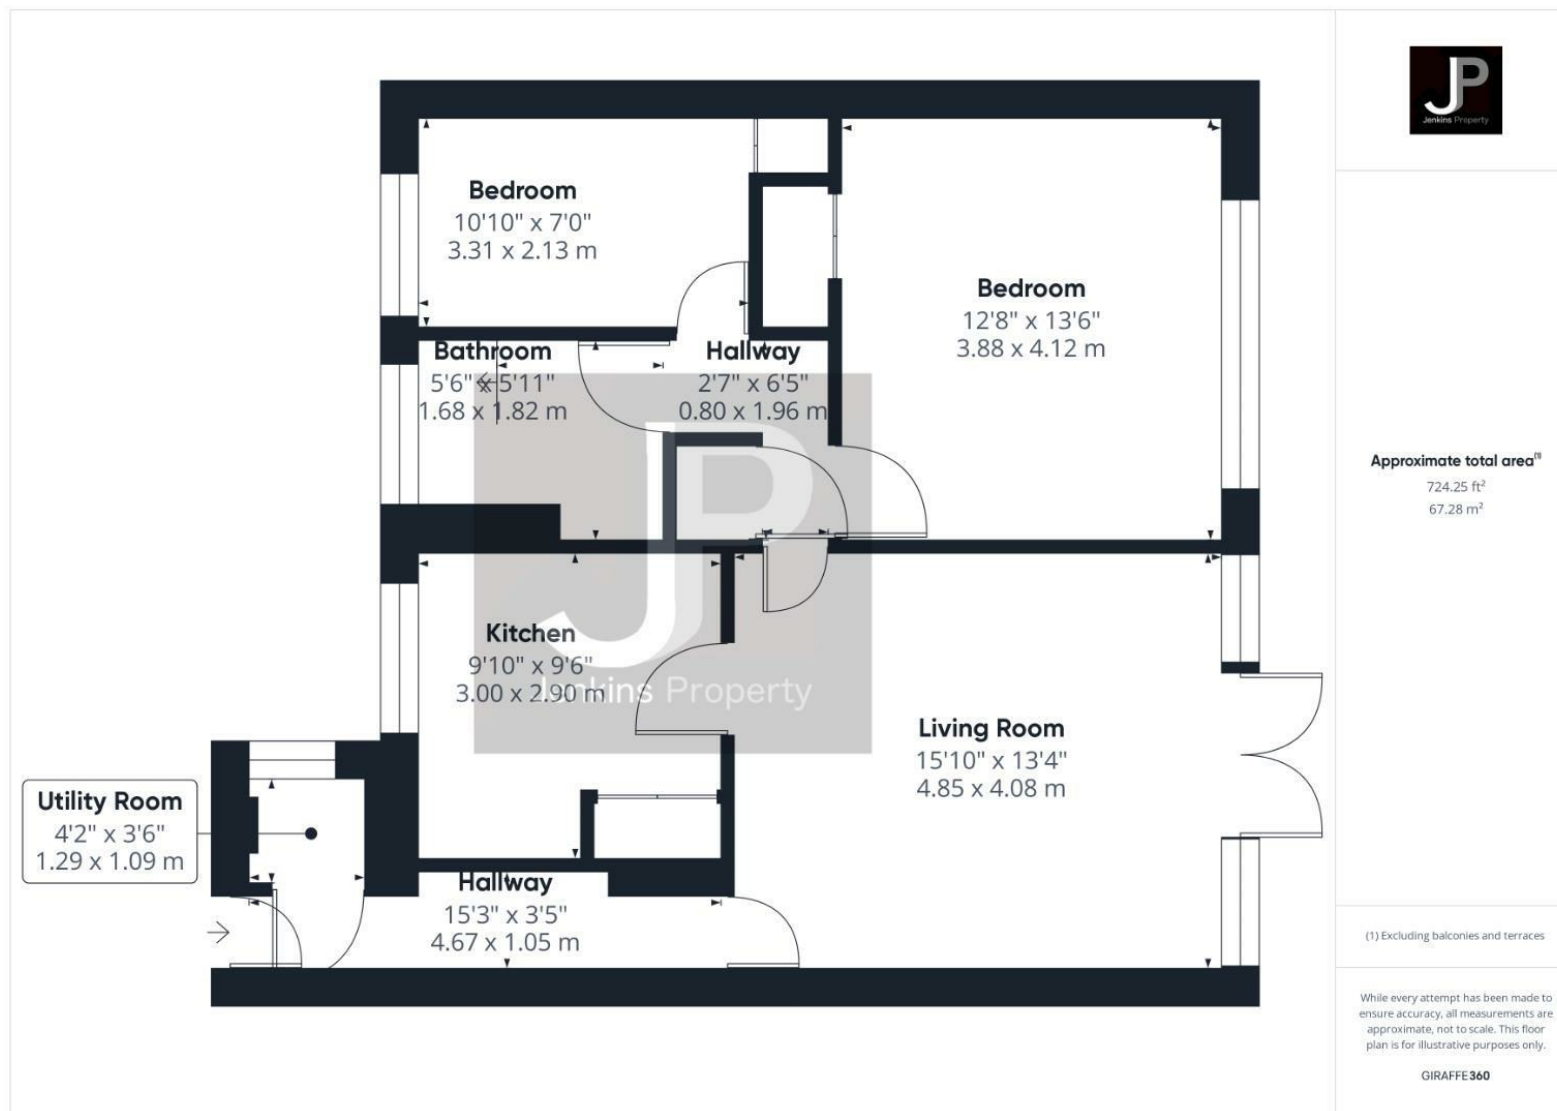 JP
Jenkins Property
Bedroom
10'10" x 7'0"
3.31 x 2.13 m
Bedroom
12'8" x 13'6"
3.88 x 4.12 m
Bathroom
5'6" x 5'11"
1.68 x 1.82 m
Hallway
2'7" x 6'5"
0.80 x 1.96 m
JP
Jenkins Property
Kitchen
9'10" x 9'6"
3.00 x 2.90 m
Living Room
15'10" x 13'4"
4.85 x 4.08 m
Utility Room
4'2" x 3'6"
1.29 x 1.09 m
Hallway
15'3" x 3'5"
4.67 x 1.05 m
Approximate total area⁽¹⁾
724.25 ft²
67.28 m²
(1) Excluding balconies and terraces
While every attempt has been made to
ensure accuracy, all measurements are
approximate, not to scale. This floor
plan is for illustrative purposes only.
GIRAFFE360